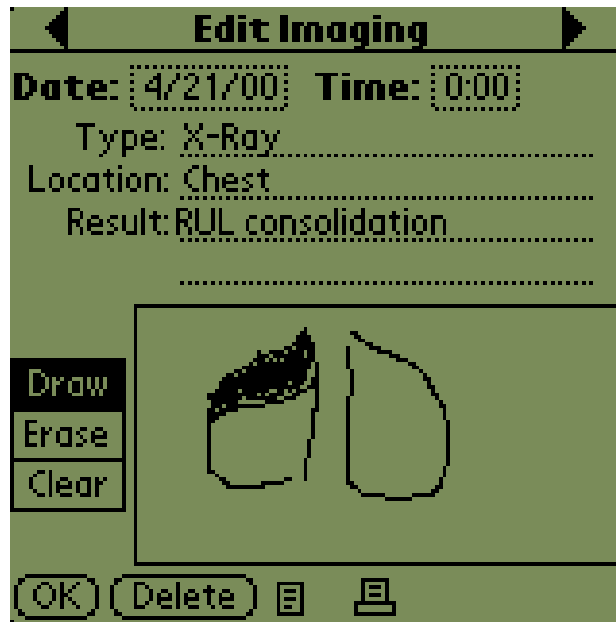 Edit Imaging
Date: 4/21/00 Time: 0:00
Type: X-Ray
Location: Chest
Result: RUL consolidation
Draw
Erase
Clear
OK Delete